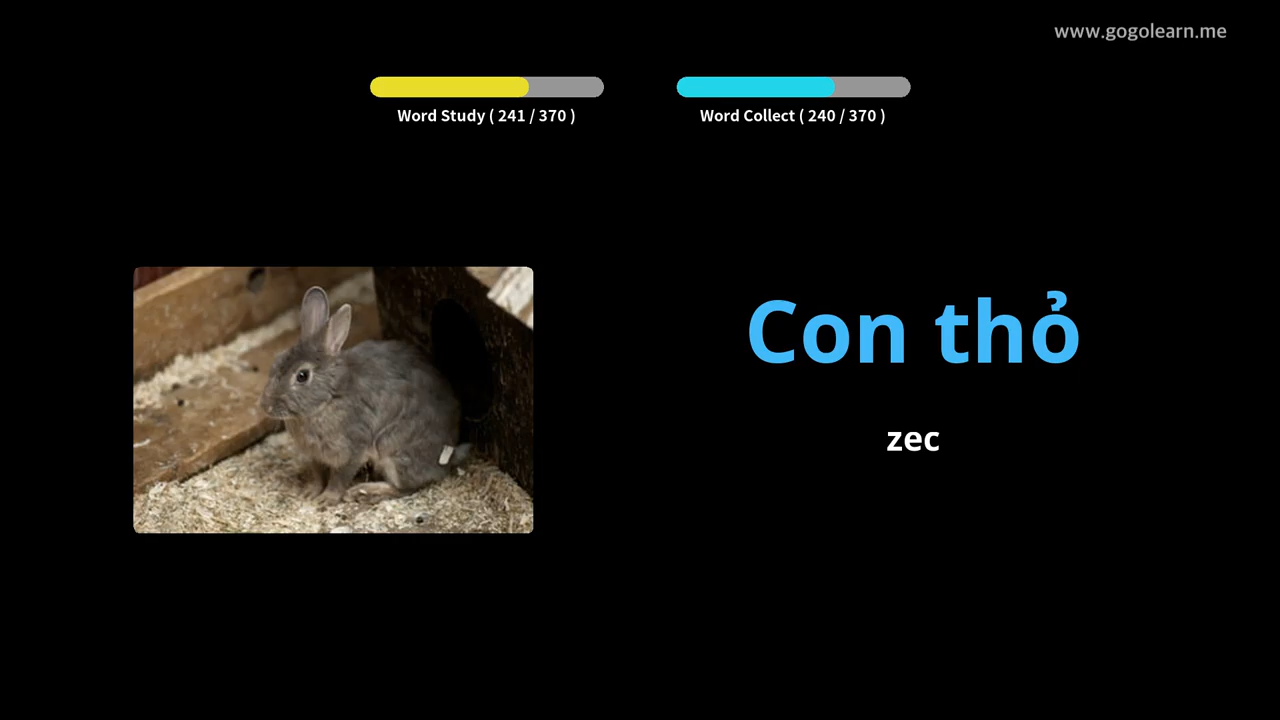 www.gogolearn.me
Word Study ( 241 / 370 )
Word Collect ( 240 / 370 )
Con thỏ
zec